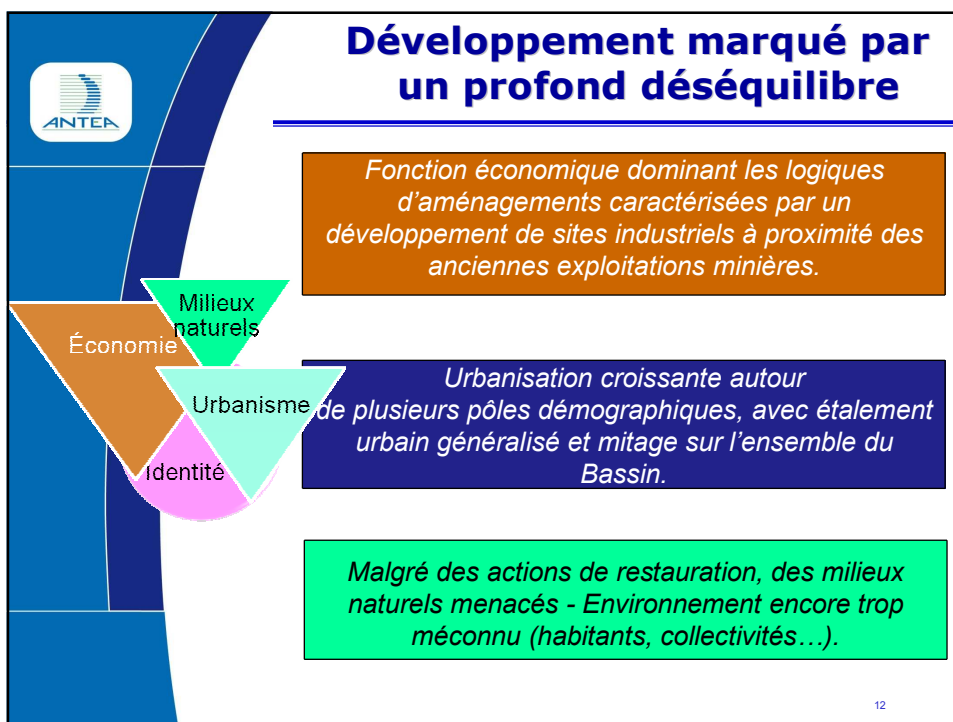 Développement marqué par
un profond déséquilibre
ANTEA
Fonction économique dominant les logiques
d’aménagements caractérisées par un
développement de sites industriels à proximité des
anciennes exploitations minières.
Milieux
naturels
Économie
Urbanisme
Identité
Urbanisation croissante autour
de plusieurs pôles démographiques, avec étalement
urbain généralisé et mitage sur l’ensemble du
Bassin.
Malgré des actions de restauration, des milieux
naturels menacés - Environnement encore trop
méconnu (habitants, collectivités…).
12